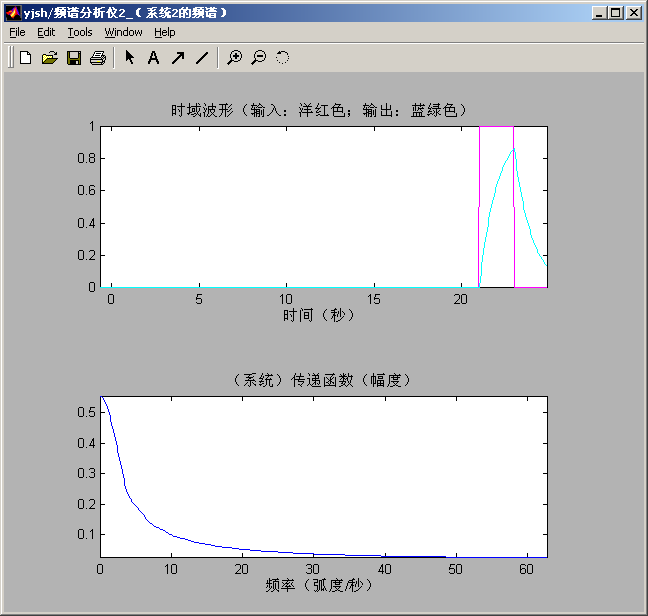 yjsh/频谱分析仪2_（系统2的频谱）
File Edit Tools Window Help
A
时域波形（输入：洋红色；输出：蓝绿色）
1
0.8
0.6
0.4
0.2
0
0 5 10 15 20
时间（秒）
（系统）传递函数（幅度）
0.5
0.4
0.3
0.2
0.1
0 10 20 30 40 50 60
频率（弧度/秒）